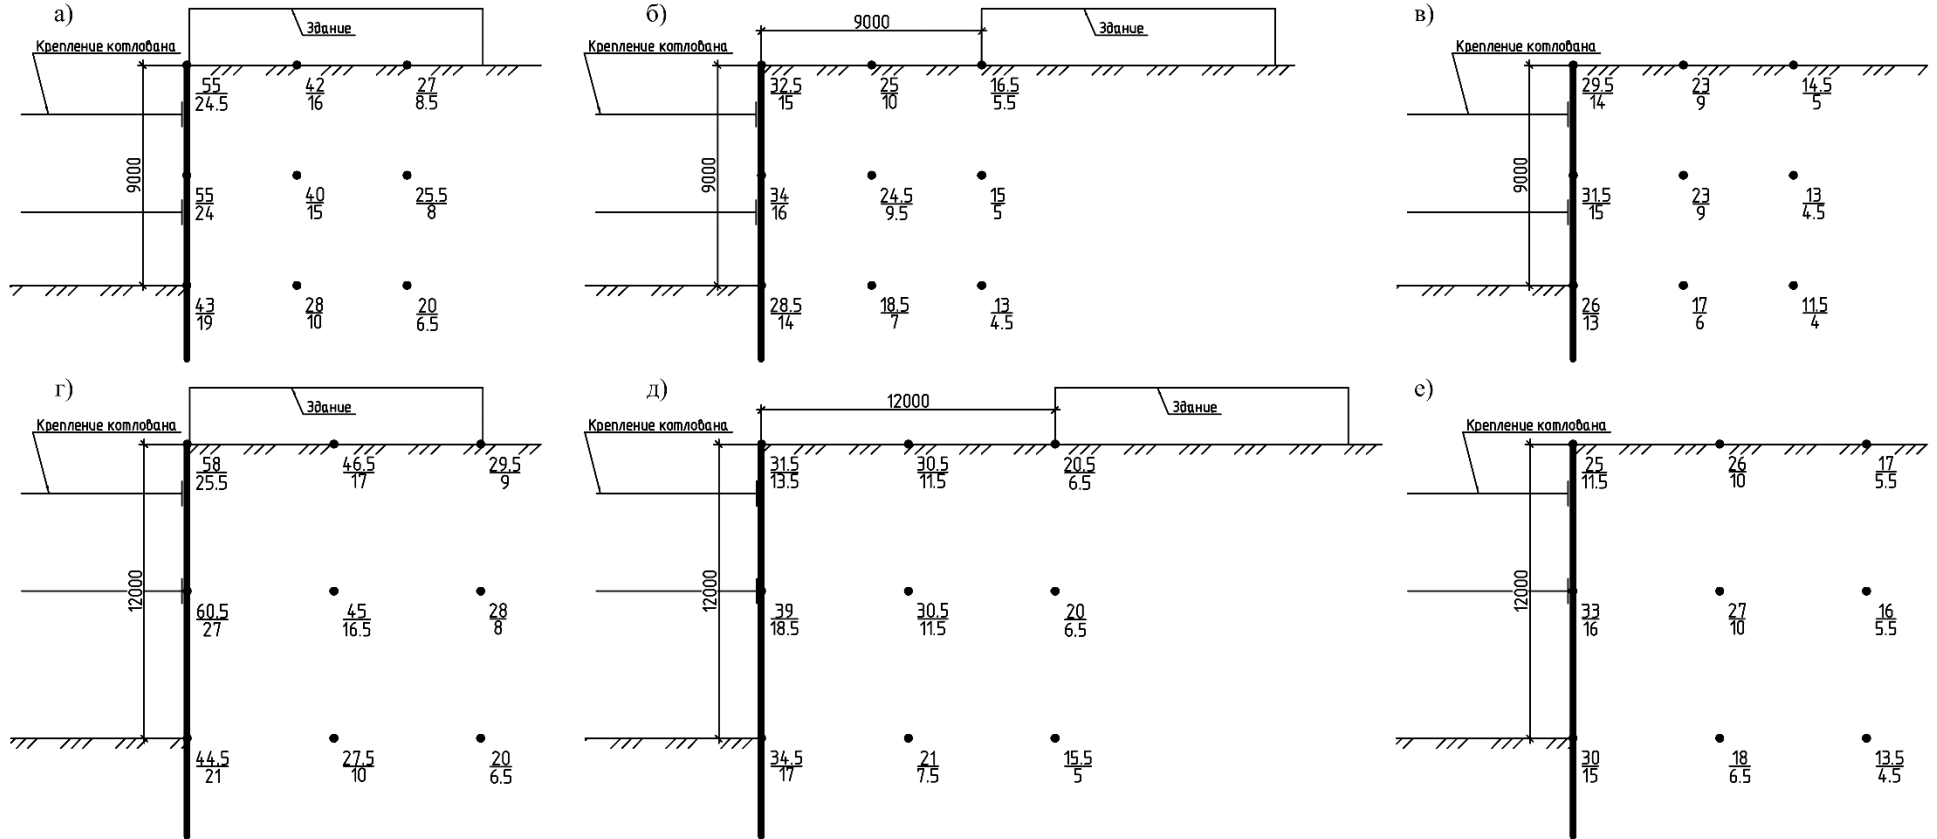 а)
Здание
Крепление котлована
9000
55 42 27
24.5 16 8.5
55 40 25.5
24 15 8
43 28 20
19 10 6.5
б)
9000
Здание
Крепление котлована
9000
32.5 25 16.5
15 10 5.5
34 24.5 15
16 9.5 5
28.5 18.5 13
14 7 4.5
в)
Крепление котлована
9000
29.5 23 14.5
14 9 5
31.5 23 13
15 9 4.5
26 17 11.5
13 6 4
г)
Здание
Крепление котлована
12000
58 46.5 29.5
25.5 17 9
60.5 45 28
27 16.5 8
44.5 27.5 20
21 10 6.5
д)
12000
Здание
Крепление котлована
12000
31.5 30.5 20.5
13.5 11.5 6.5
39 30.5 20
18.5 11.5 6.5
34.5 21 15.5
17 7.5 5
е)
Крепление котлована
12000
25 26 17
11.5 10 5.5
33 27 16
16 10 5.5
30 18 13.5
15 6.5 4.5